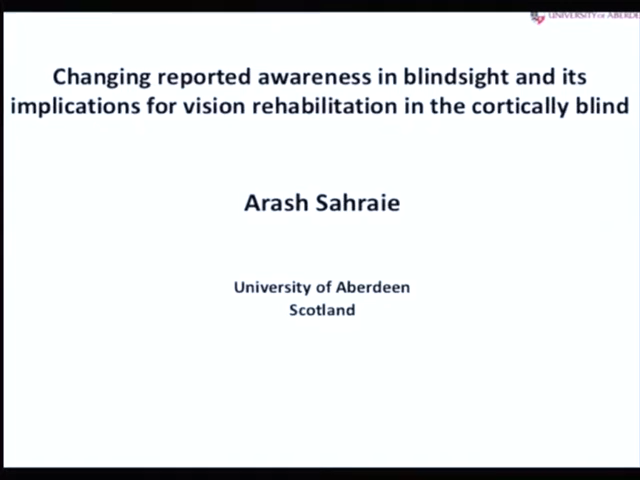 UNIVERSITY OF ABERDE
Changing reported awareness in blindsight and its
implications for vision rehabilitation in the cortically blind
Arash Sahraie
University of Aberdeen
Scotland